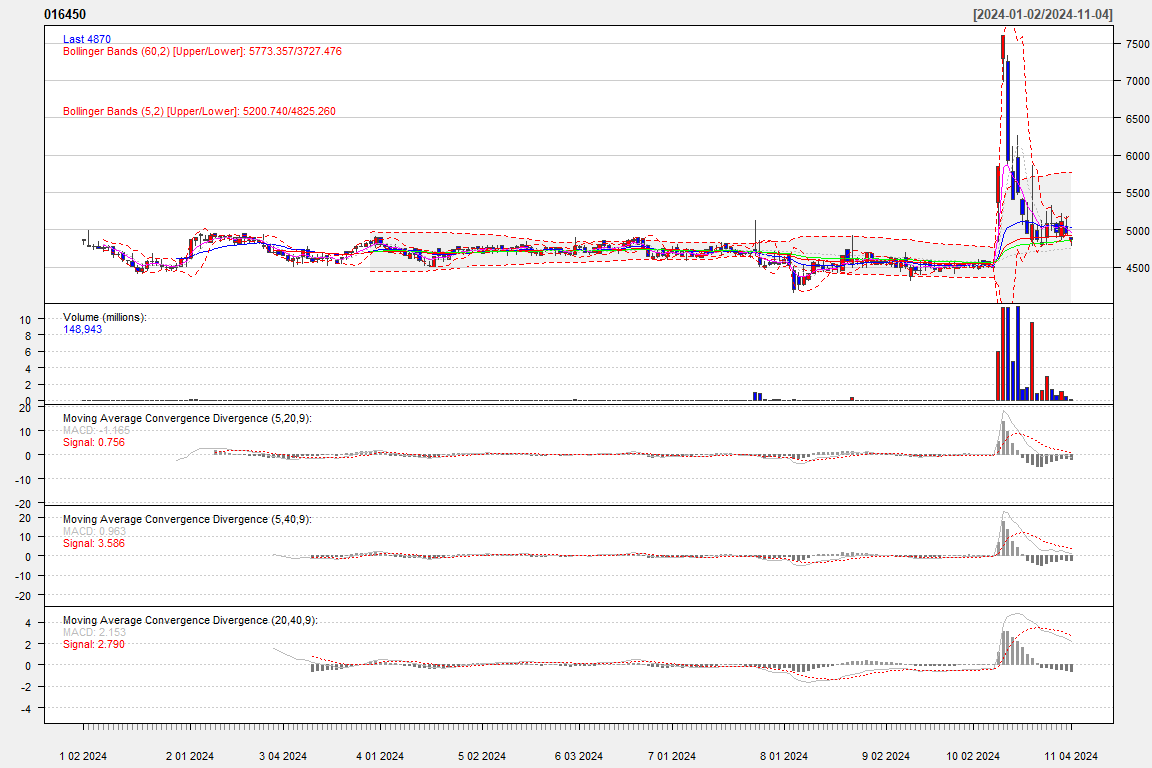 016450 [2024-01-02/2024-11-04]
Last 4870
Bollinger Bands (60,2) [Upper/Lower]: 5773.357/3727.476
Bollinger Bands (5,2) [Upper/Lower]: 5200.740/4825.260
7500
7000
6500
6000
5500
5000
4500
Volume (millions):
148,943
10
8
6
4
2
0
Moving Average Convergence Divergence (5,20,9):
MACD: -1.165
Signal: 0.756
20
10
0
-10
-20
Moving Average Convergence Divergence (5,40,9):
MACD: 0.963
Signal: 3.586
20
10
0
-10
-20
Moving Average Convergence Divergence (20,40,9):
MACD: 2.153
Signal: 2.790
4
2
0
-2
-4
1 02 2024 2 01 2024 3 04 2024 4 01 2024 5 02 2024 6 03 2024 7 01 2024 8 01 2024 9 02 2024 10 02 2024 11 04 2024